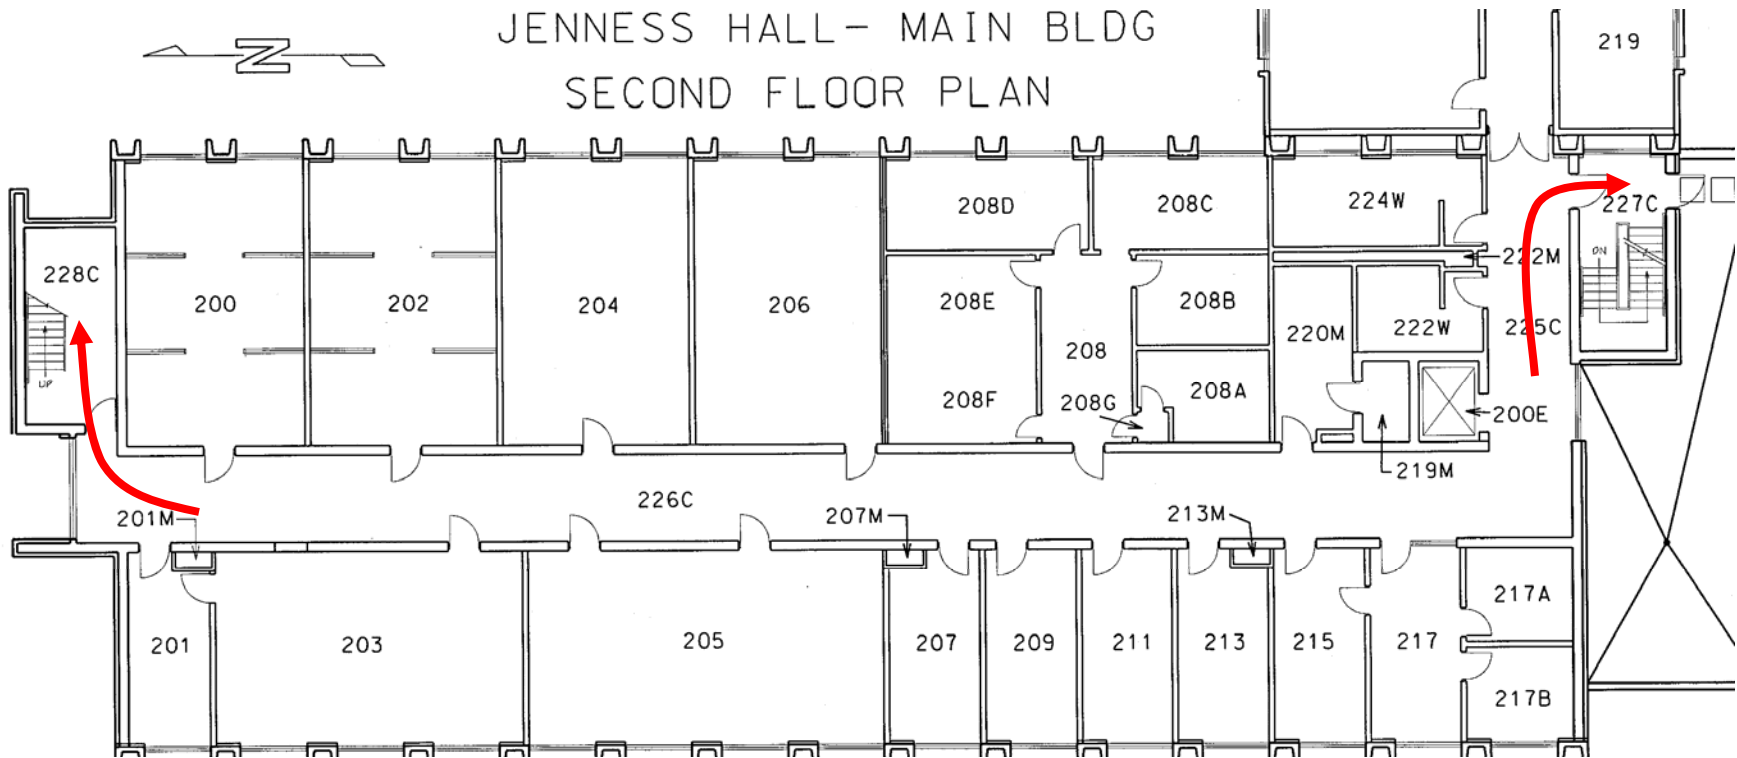 JENNESS HALL- MAIN BLDG
SECOND FLOOR PLAN
N
219
228C
200
202
204
206
208D
208C
224W
227C
DN
222M
208E
208B
220M
222W
225C
208
UP
208F
208G
208A
200E
219M
226C
201M
207M
213M
201
203
205
207
209
211
213
215
217
217A
217B